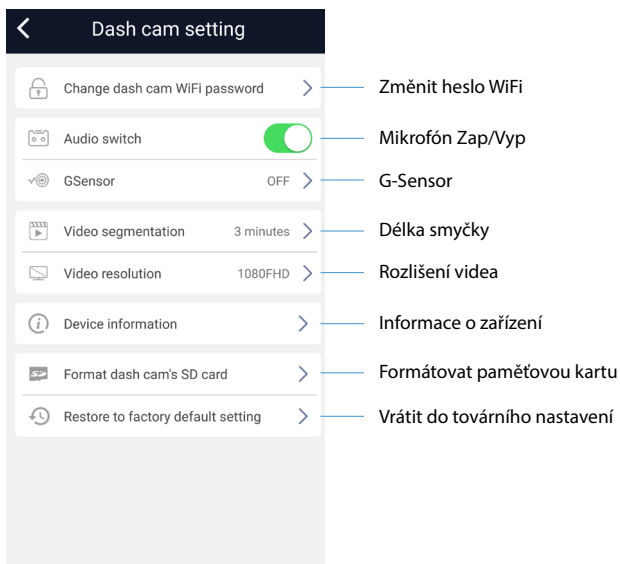 Dash cam setting
Change dash cam WiFi password Změnit heslo WiFi
Audio switch Mikrofón Zap/Vyp
GSensor OFF G-Sensor
Video segmentation 3 minutes Délka smyčky
Video resolution 1080FHD Rozlišení videa
Device information Informace o zařízení
Format dash cam's SD card Formátovat paměťovou kartu
Restore to factory default setting Vrátit do továrního nastavení